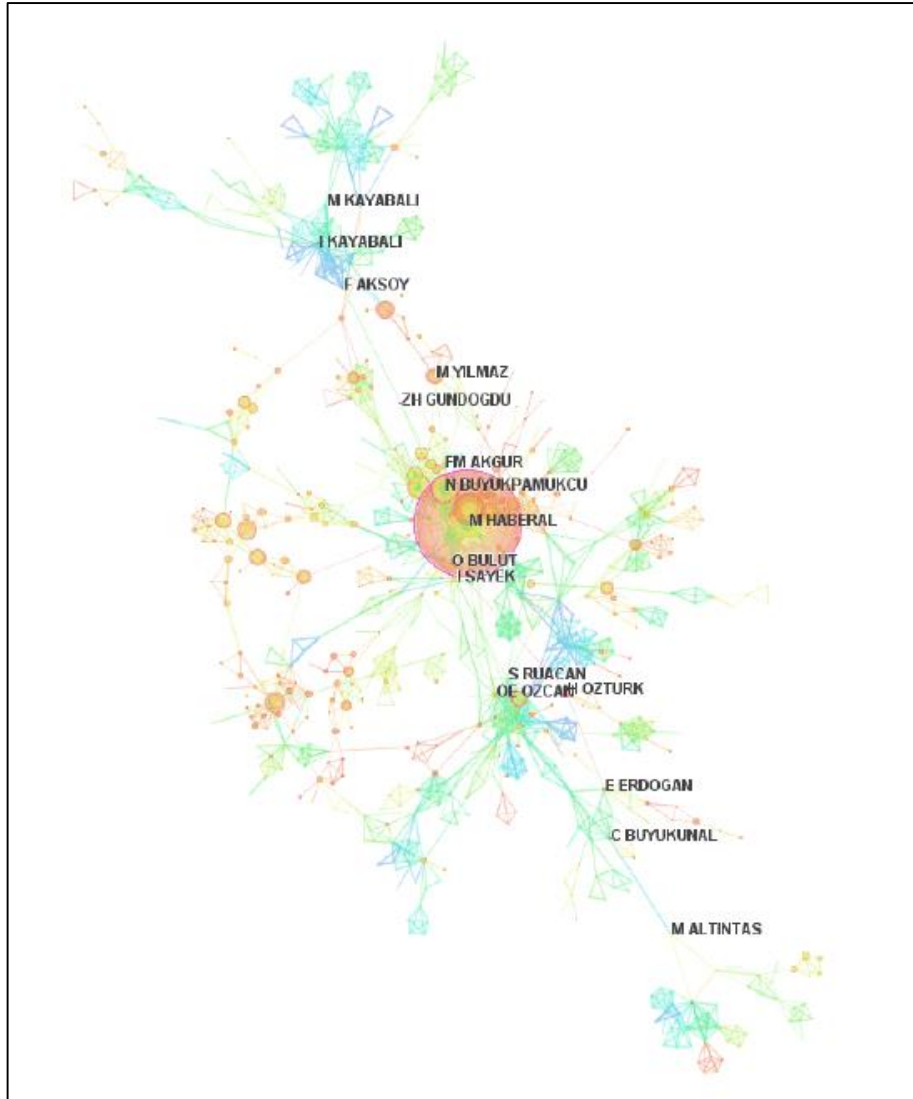 M KAYABALI
I KAYABALI
F AKSOY
M YILMAZ
ZH GUNDOGDU
FM AKGUR
N BUYUKPAMUKCU
M HABERAL
O BULUT
I SAYEK
S RUACAN
OE OZCAN
H OZTURK
E ERDOGAN
C BUYUKUNAL
M ALTINTAS